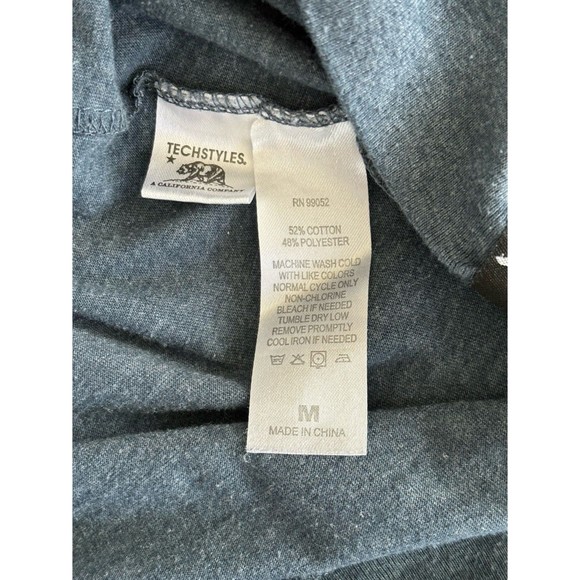 TECHSTYLES.
A CALIFORNIA COMPANY
RN 99052
52% COTTON
48% POLYESTER
MACHINE WASH COLD
WITH LIKE COLORS
NORMAL CYCLE ONLY
NON-CHLORINE
BLEACH IF NEEDED
TUMBLE DRY LOW
REMOVE PROMPTLY
COOL IRON IF NEEDED
M
MADE IN CHINA